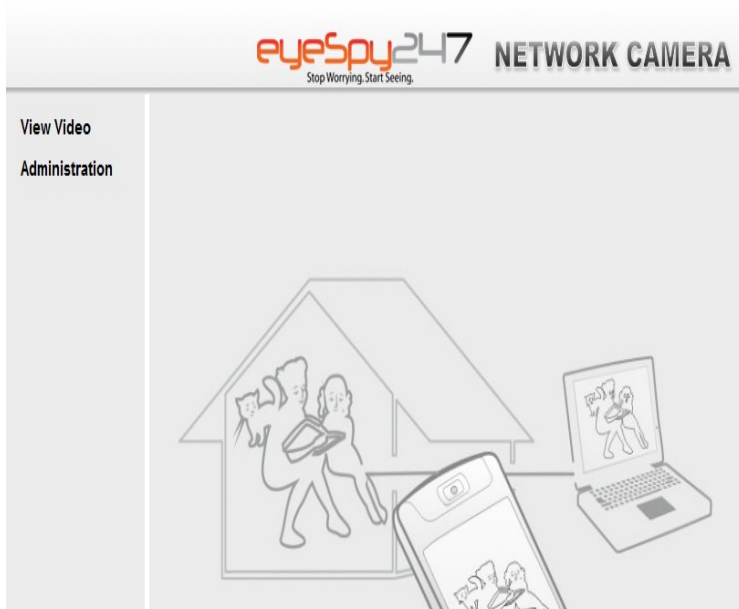 eyeSpy247 NETWORK CAMERA
Stop Worrying. Start Seeing.
View Video
Administration